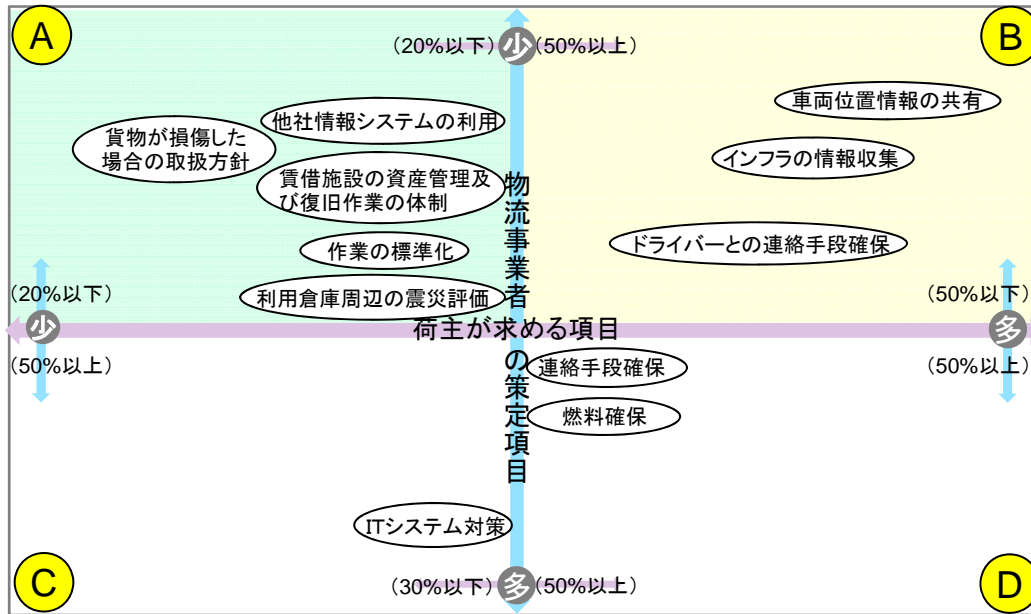 A
B
(20%以下)
少
(50%以上)
車両位置情報の共有
他社情報システムの利用
貨物が損傷した
場合の取扱方針
インフラの情報収集
賃借施設の資産管理及
び復旧作業の体制
ドライバーとの連絡手段確保
作業の標準化
利用倉庫周辺の震災評価
物流事業者の策定項目
(20%以下)
少
(50%以上)
荷主が求める項目
(50%以下)
多
(50%以上)
連絡手段確保
燃料確保
ITシステム対策
C
(30%以下)
多
(50%以上)
D